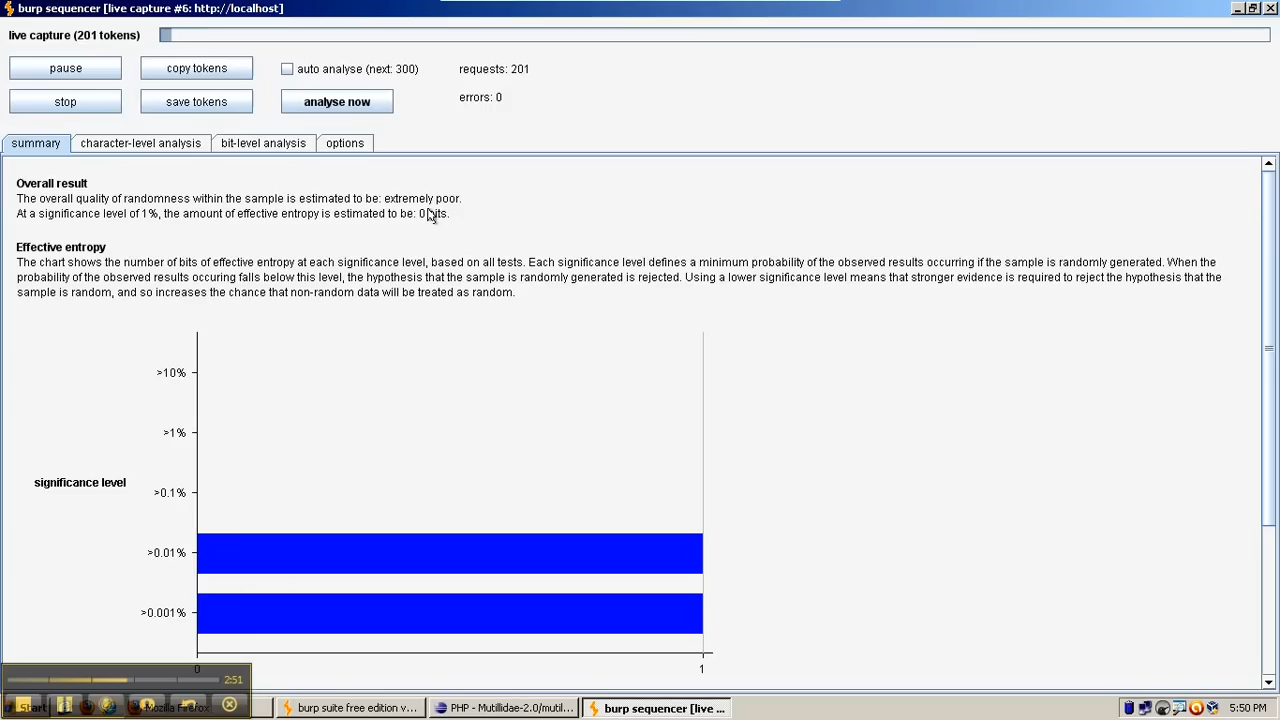 burp sequencer [live capture #6: http://localhost]
live capture (201 tokens)
pause
copy tokens
auto analyse (next: 300)
requests: 201
stop
save tokens
analyse now
errors: 0
summary
character-level analysis
bit-level analysis
options
Overall result
The overall quality of randomness within the sample is estimated to be: extremely poor.
At a significance level of 1%, the amount of effective entropy is estimated to be: 0 bits.
Effective entropy
The chart shows the number of bits of effective entropy at each significance level, based on all tests. Each significance level defines a minimum probability of the observed results occurring if the sample is randomly generated. When the
probability of the observed results occuring falls below this level, the hypothesis that the sample is randomly generated is rejected. Using a lower significance level means that stronger evidence is required to reject the hypothesis that the
sample is random, and so increases the chance that non-random data will be treated as random.
>10%
>1%
significance level
>0.1%
>0.01%
>0.001%
0
1
2:51
Start
Mozilla Firefox
burp suite free edition v...
PHP - Mutillidae-2.0/mutil...
burp sequencer [live ...
5:50 PM